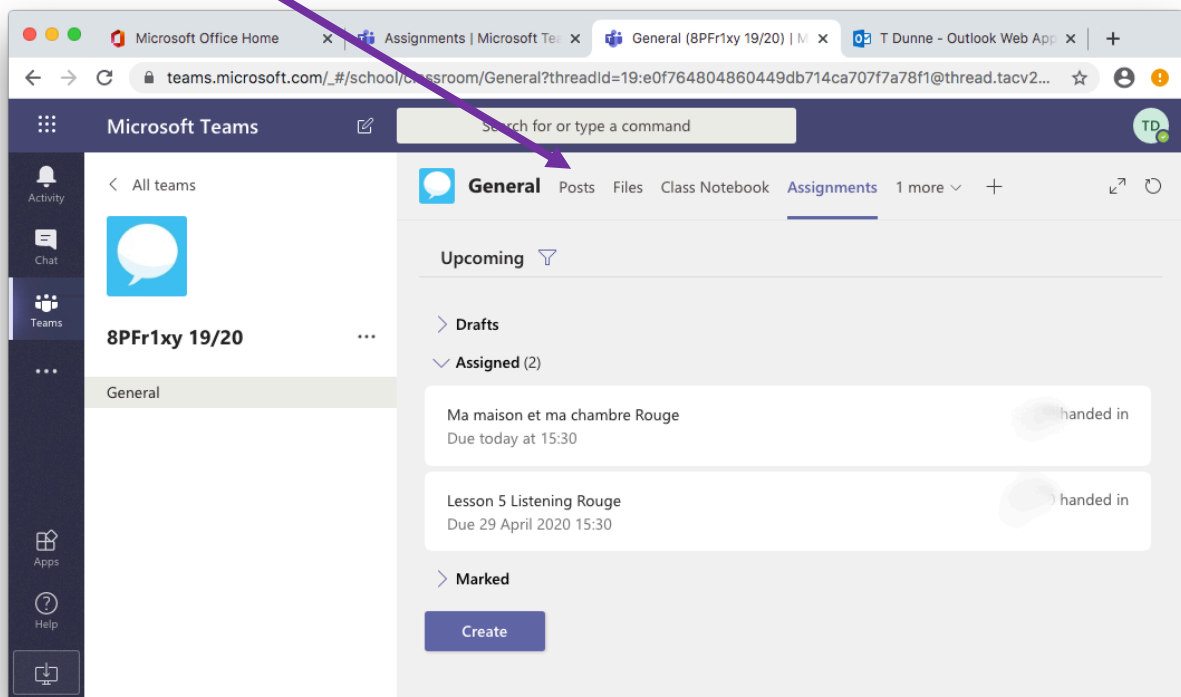 Microsoft Office Home
Assignments | Microsoft Tea
General (8PFr1xy 19/20) | M
T Dunne - Outlook Web App
teams.microsoft.com/_#/school/classroom/General?threadId=19:e0f764804860449db714ca707f7a78f1@thread.tacv2...
Microsoft Teams
Search for or type a command
TD
Activity
Chat
Teams
Apps
Help
All teams
8PFr1xy 19/20
General
General Posts Files Class Notebook Assignments 1 more
Upcoming
Drafts
Assigned (2)
Ma maison et ma chambre Rouge
handed in
Due today at 15:30
Lesson 5 Listening Rouge
handed in
Due 29 April 2020 15:30
Marked
Create